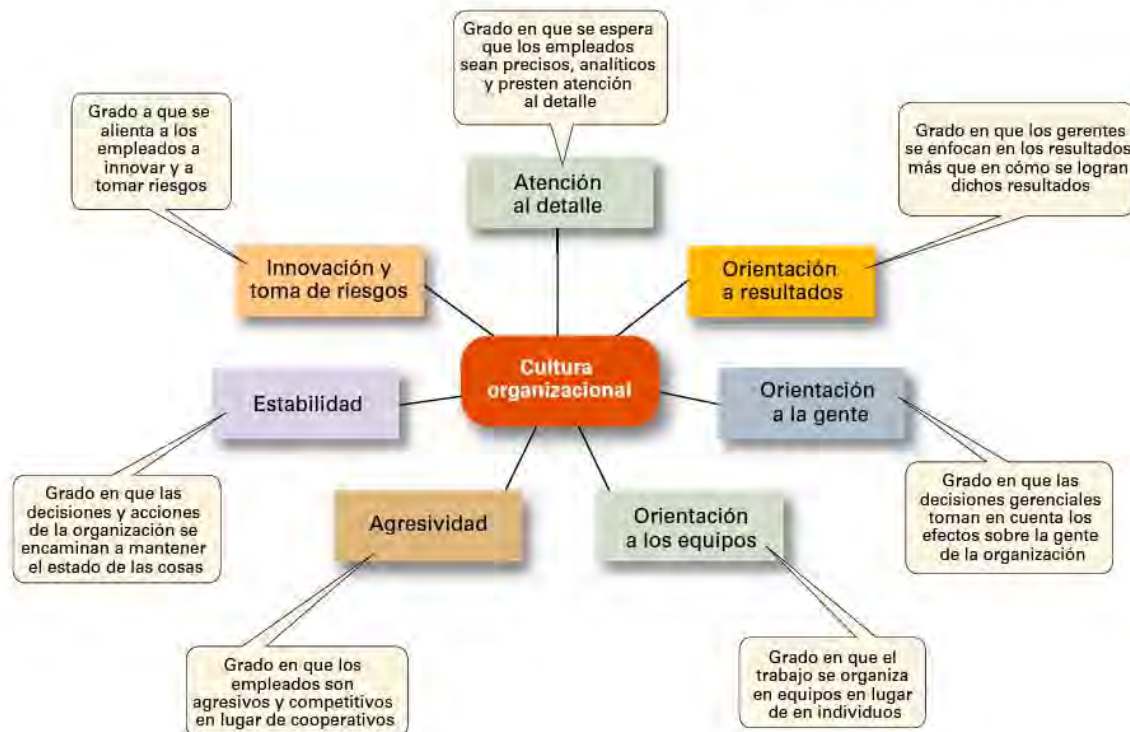 Grado en que se espera
que los empleados
sean precisos, analíticos
y presten atención
al detalle
Grado a que se
alienta a los
empleados a
innovar y a
tomar riesgos
Grado en que los gerentes
se enfocan en los resultados
más que en cómo se logran
dichos resultados
Atención
al detalle
Innovación y
toma de riesgos
Orientación
a resultados
Cultura
organizacional
Estabilidad
Orientación
a la gente
Grado en que las
decisiones y acciones
de la organización se
encaminan a mantener
el estado de las cosas
Agresividad
Orientación
a los equipos
Grado en que las
decisiones gerenciales
toman en cuenta los
efectos sobre la gente
de la organización
Grado en que los
empleados son
agresivos y competitivos
en lugar de cooperativos
Grado en que el
trabajo se organiza
en equipos en lugar
de en individuos